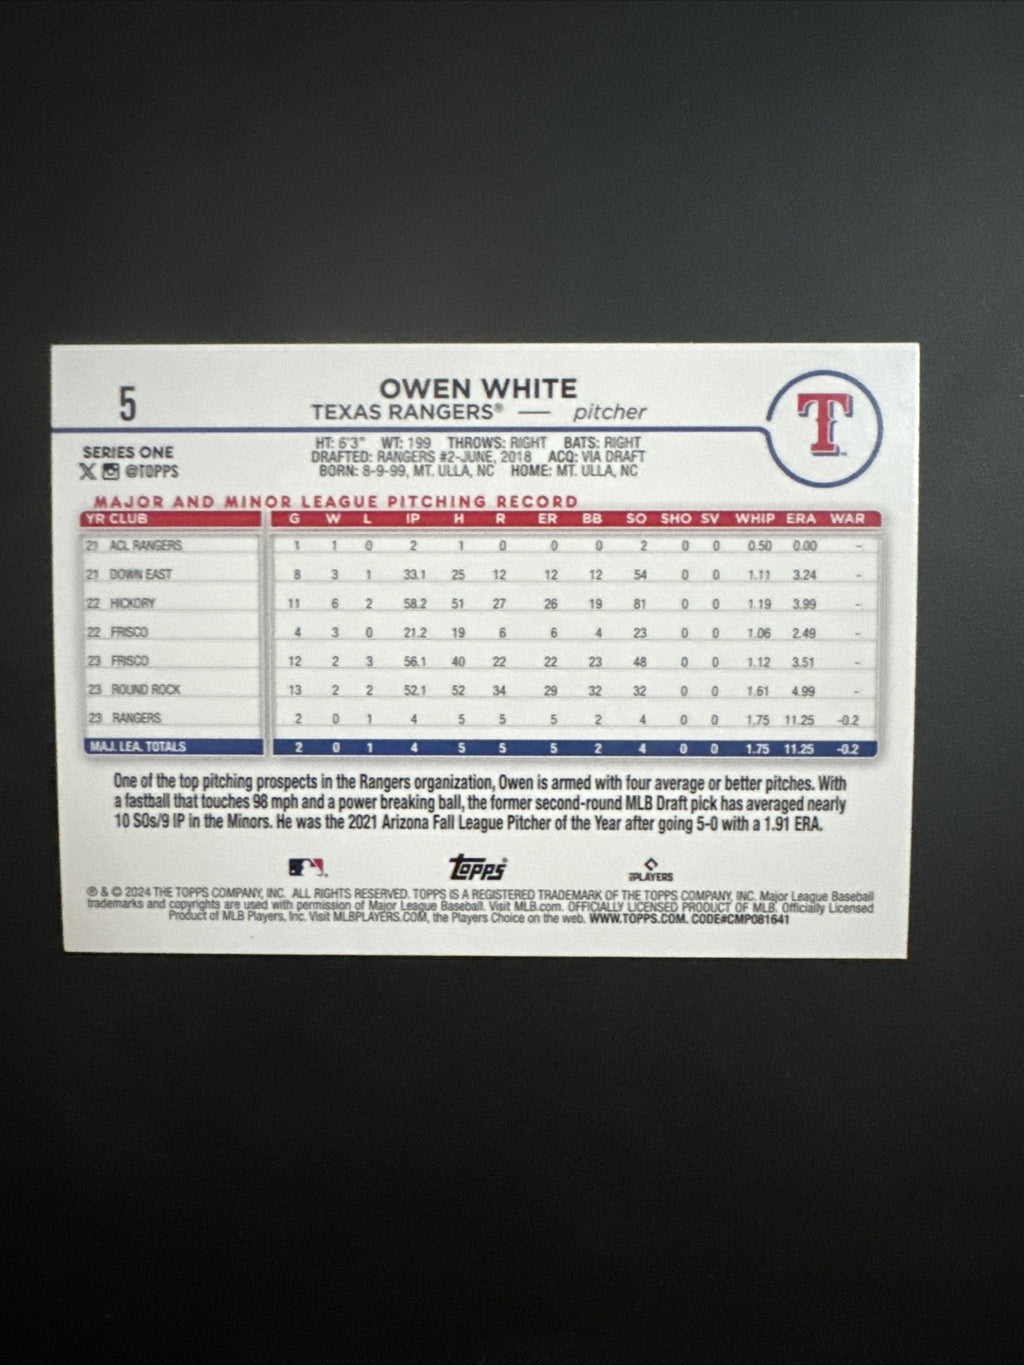 5
OWEN WHITE
TEXAS RANGERS® — pitcher
T
SERIES ONE
X @TOPPS
HT: 6'3" WT: 199 THROWS: RIGHT BATS: RIGHT
DRAFTED: RANGERS #2-JUNE, 2018 ACQ: VIA DRAFT
BORN: 8-9-99, MT. ULLA, NC HOME: MT. ULLA, NC
MAJOR AND MINOR LEAGUE PITCHING RECORD
YR CLUB G W L IP H R ER BB SO SHO SV WHIP ERA WAR
21 ACL RANGERS 1 1 0 2 1 0 0 0 2 0 0 0.50 0.00 -
21 DOWN EAST 8 3 1 33.1 25 12 12 12 54 0 0 1.11 3.24 -
22 HICKORY 11 6 2 58.2 51 27 26 19 81 0 0 1.19 3.99 -
22 FRISCO 4 3 0 21.2 19 6 6 4 23 0 0 1.06 2.49 -
23 FRISCO 12 2 3 56.1 40 22 22 23 48 0 0 1.12 3.51 -
23 ROUND ROCK 13 2 2 52.1 52 34 29 32 32 0 0 1.61 4.99 -
23 RANGERS 2 0 1 4 5 5 5 2 4 0 0 1.75 11.25 -0.2
MAJ. LEA. TOTALS 2 0 1 4 5 5 5 2 4 0 0 1.75 11.25 -0.2
One of the top pitching prospects in the Rangers organization, Owen is armed with four average or better pitches. With
a fastball that touches 98 mph and a power breaking ball, the former second-round MLB Draft pick has averaged nearly
10 SOs/9 IP in the Minors. He was the 2021 Arizona Fall League Pitcher of the Year after going 5-0 with a 1.91 ERA.
Topps
PLAYERS
® & © 2024 THE TOPPS COMPANY, INC. ALL RIGHTS RESERVED. TOPPS IS A REGISTERED TRADEMARK OF THE TOPPS COMPANY, INC. Major League Baseball
trademarks and copyrights are used with permission of Major League Baseball. Visit MLB.com. OFFICIALLY LICENSED PRODUCT OF MLB. Officially Licensed
Product of MLB Players, Inc. Visit MLBPLAYERS.COM, the Players Choice on the web. WWW.TOPPS.COM. CODE#CMP081641